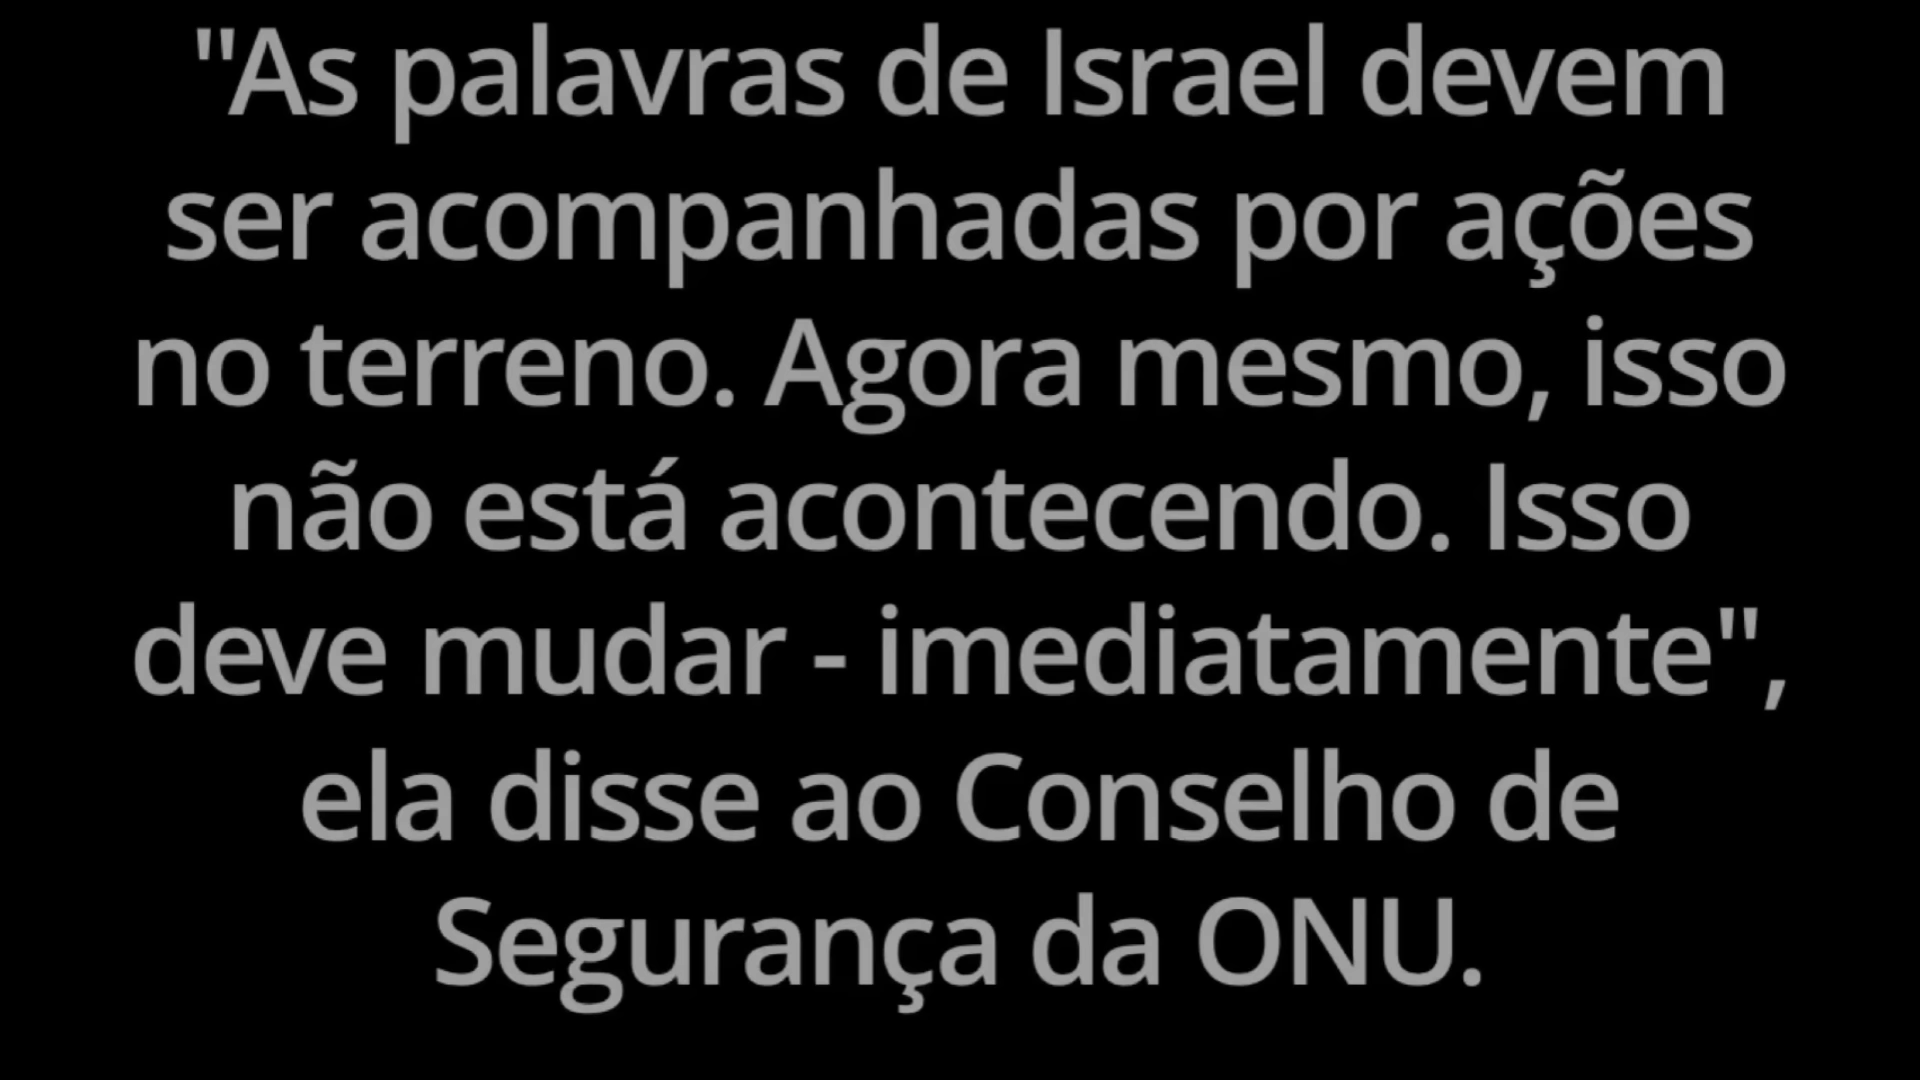 "As palavras de Israel devem
ser acompanhadas por ações
no terreno. Agora mesmo, isso
não está acontecendo. Isso
deve mudar - imediatamente",
ela disse ao Conselho de
Segurança da ONU.